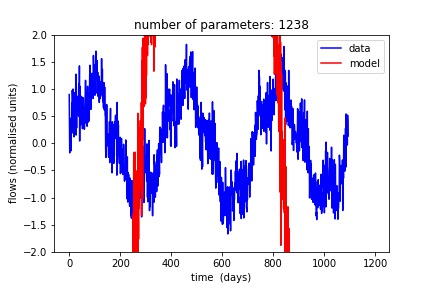 number of parameters: 1238
data
model
flows (normalised units)
2.0
1.5
1.0
0.5
0.0
−0.5
−1.0
−1.5
−2.0
0 200 400 600 800 1000 1200
time (days)